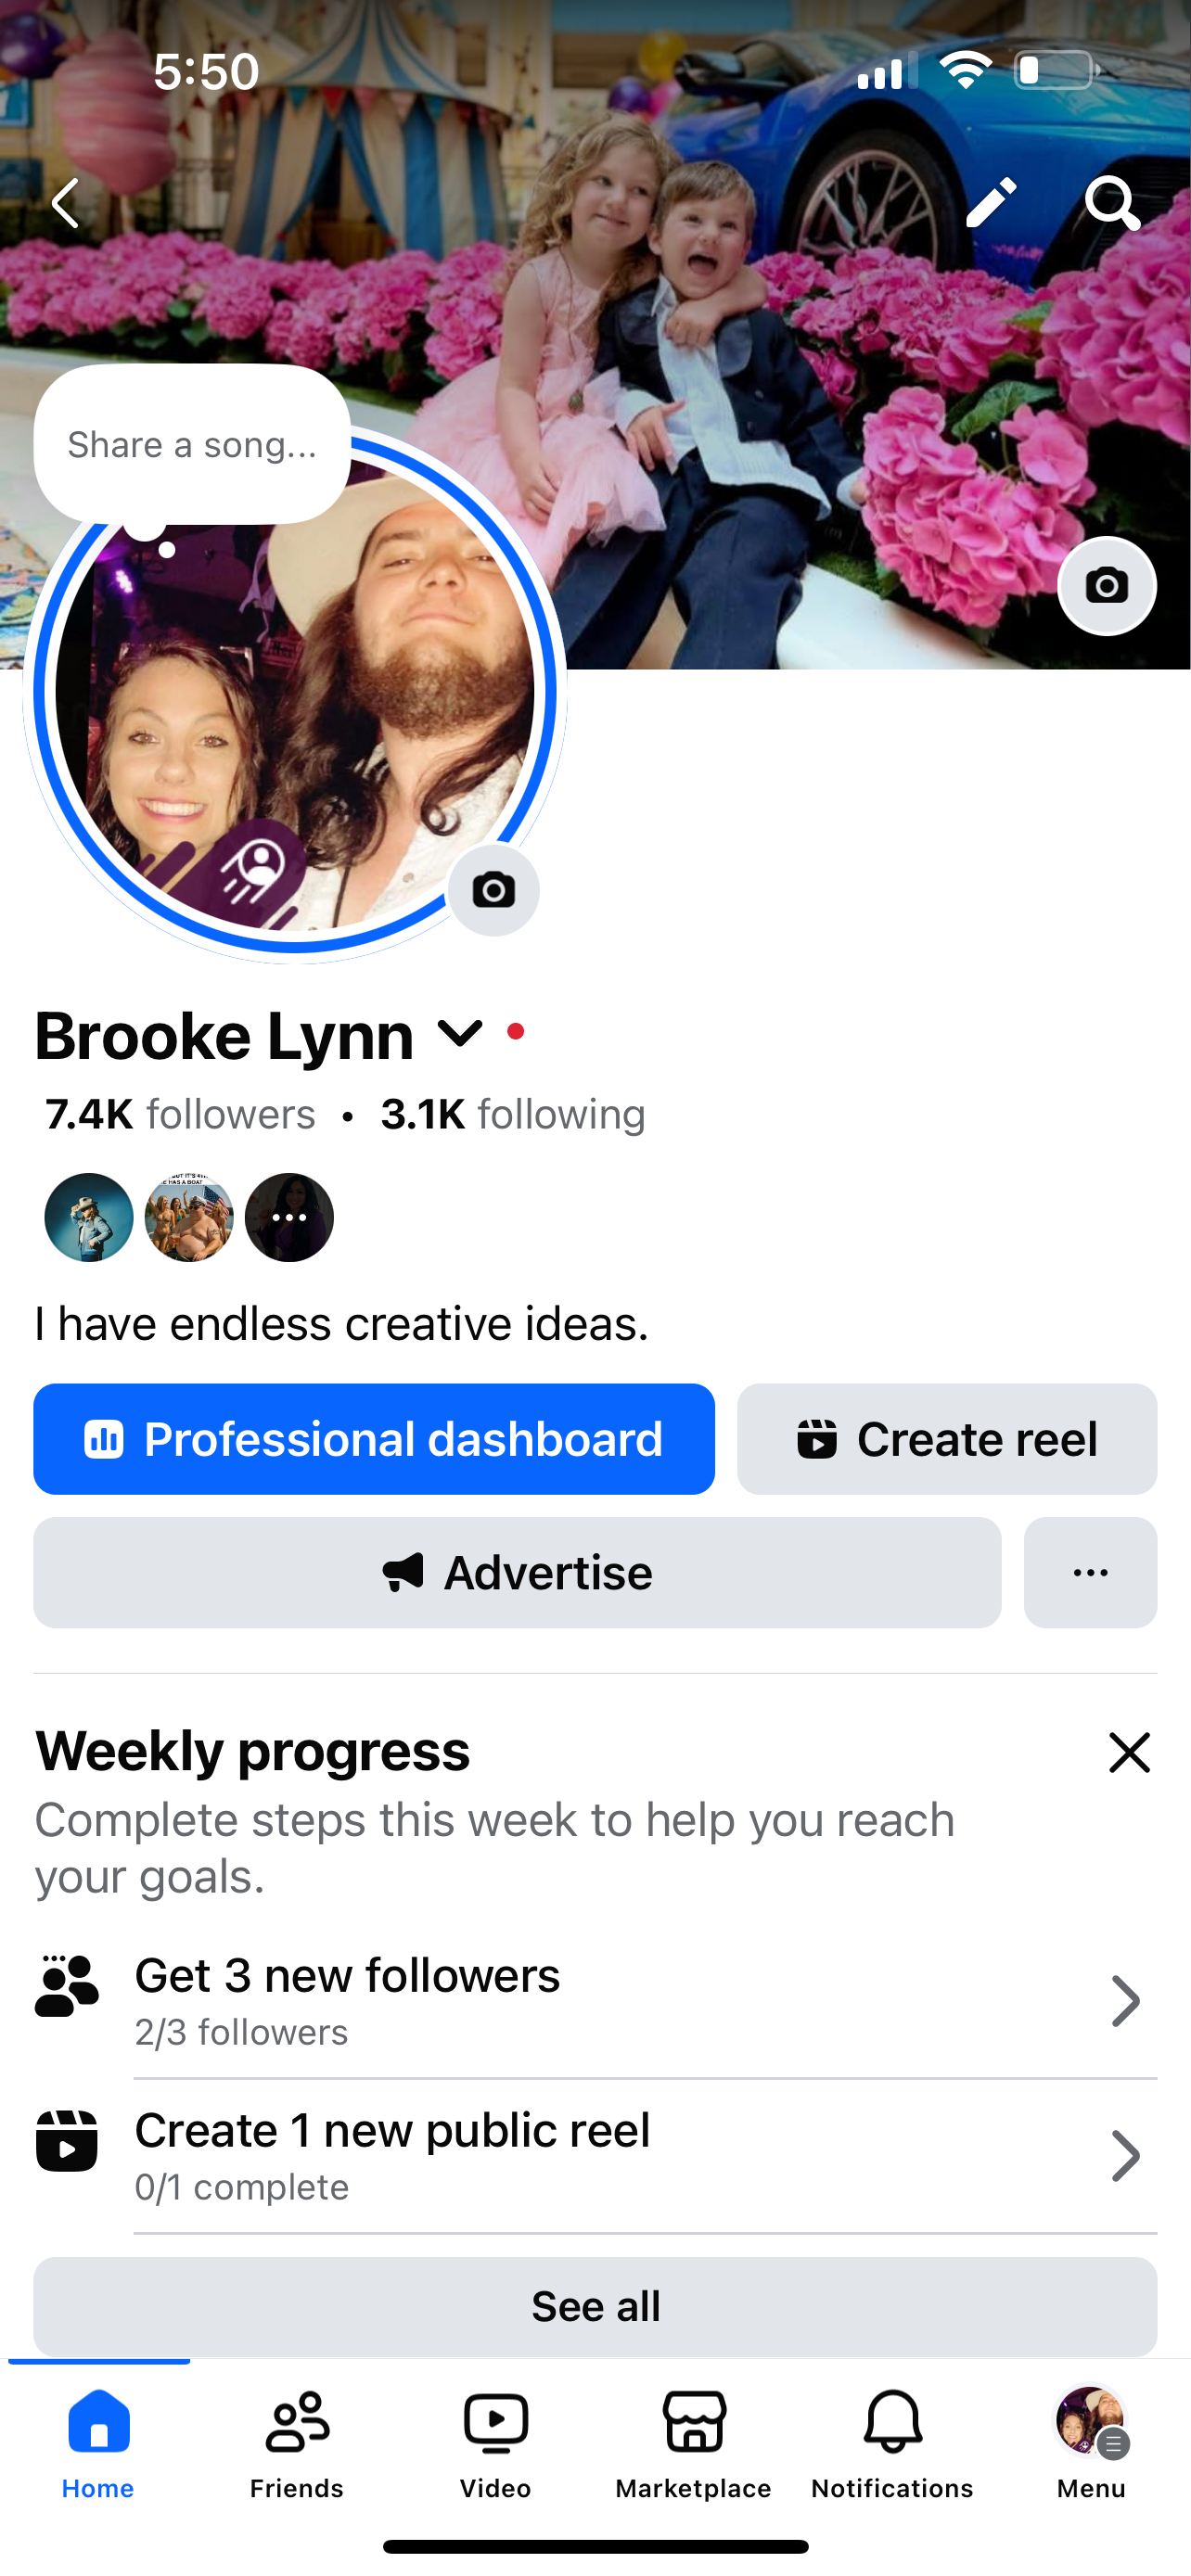 5:50
Share a song...
Brooke Lynn
7.4K followers • 3.1K following
I have endless creative ideas.
Professional dashboard
Create reel
Advertise
Weekly progress
Complete steps this week to help you reach
your goals.
Get 3 new followers
2/3 followers
Create 1 new public reel
0/1 complete
See all
Home
Friends
Video
Marketplace
Notifications
Menu